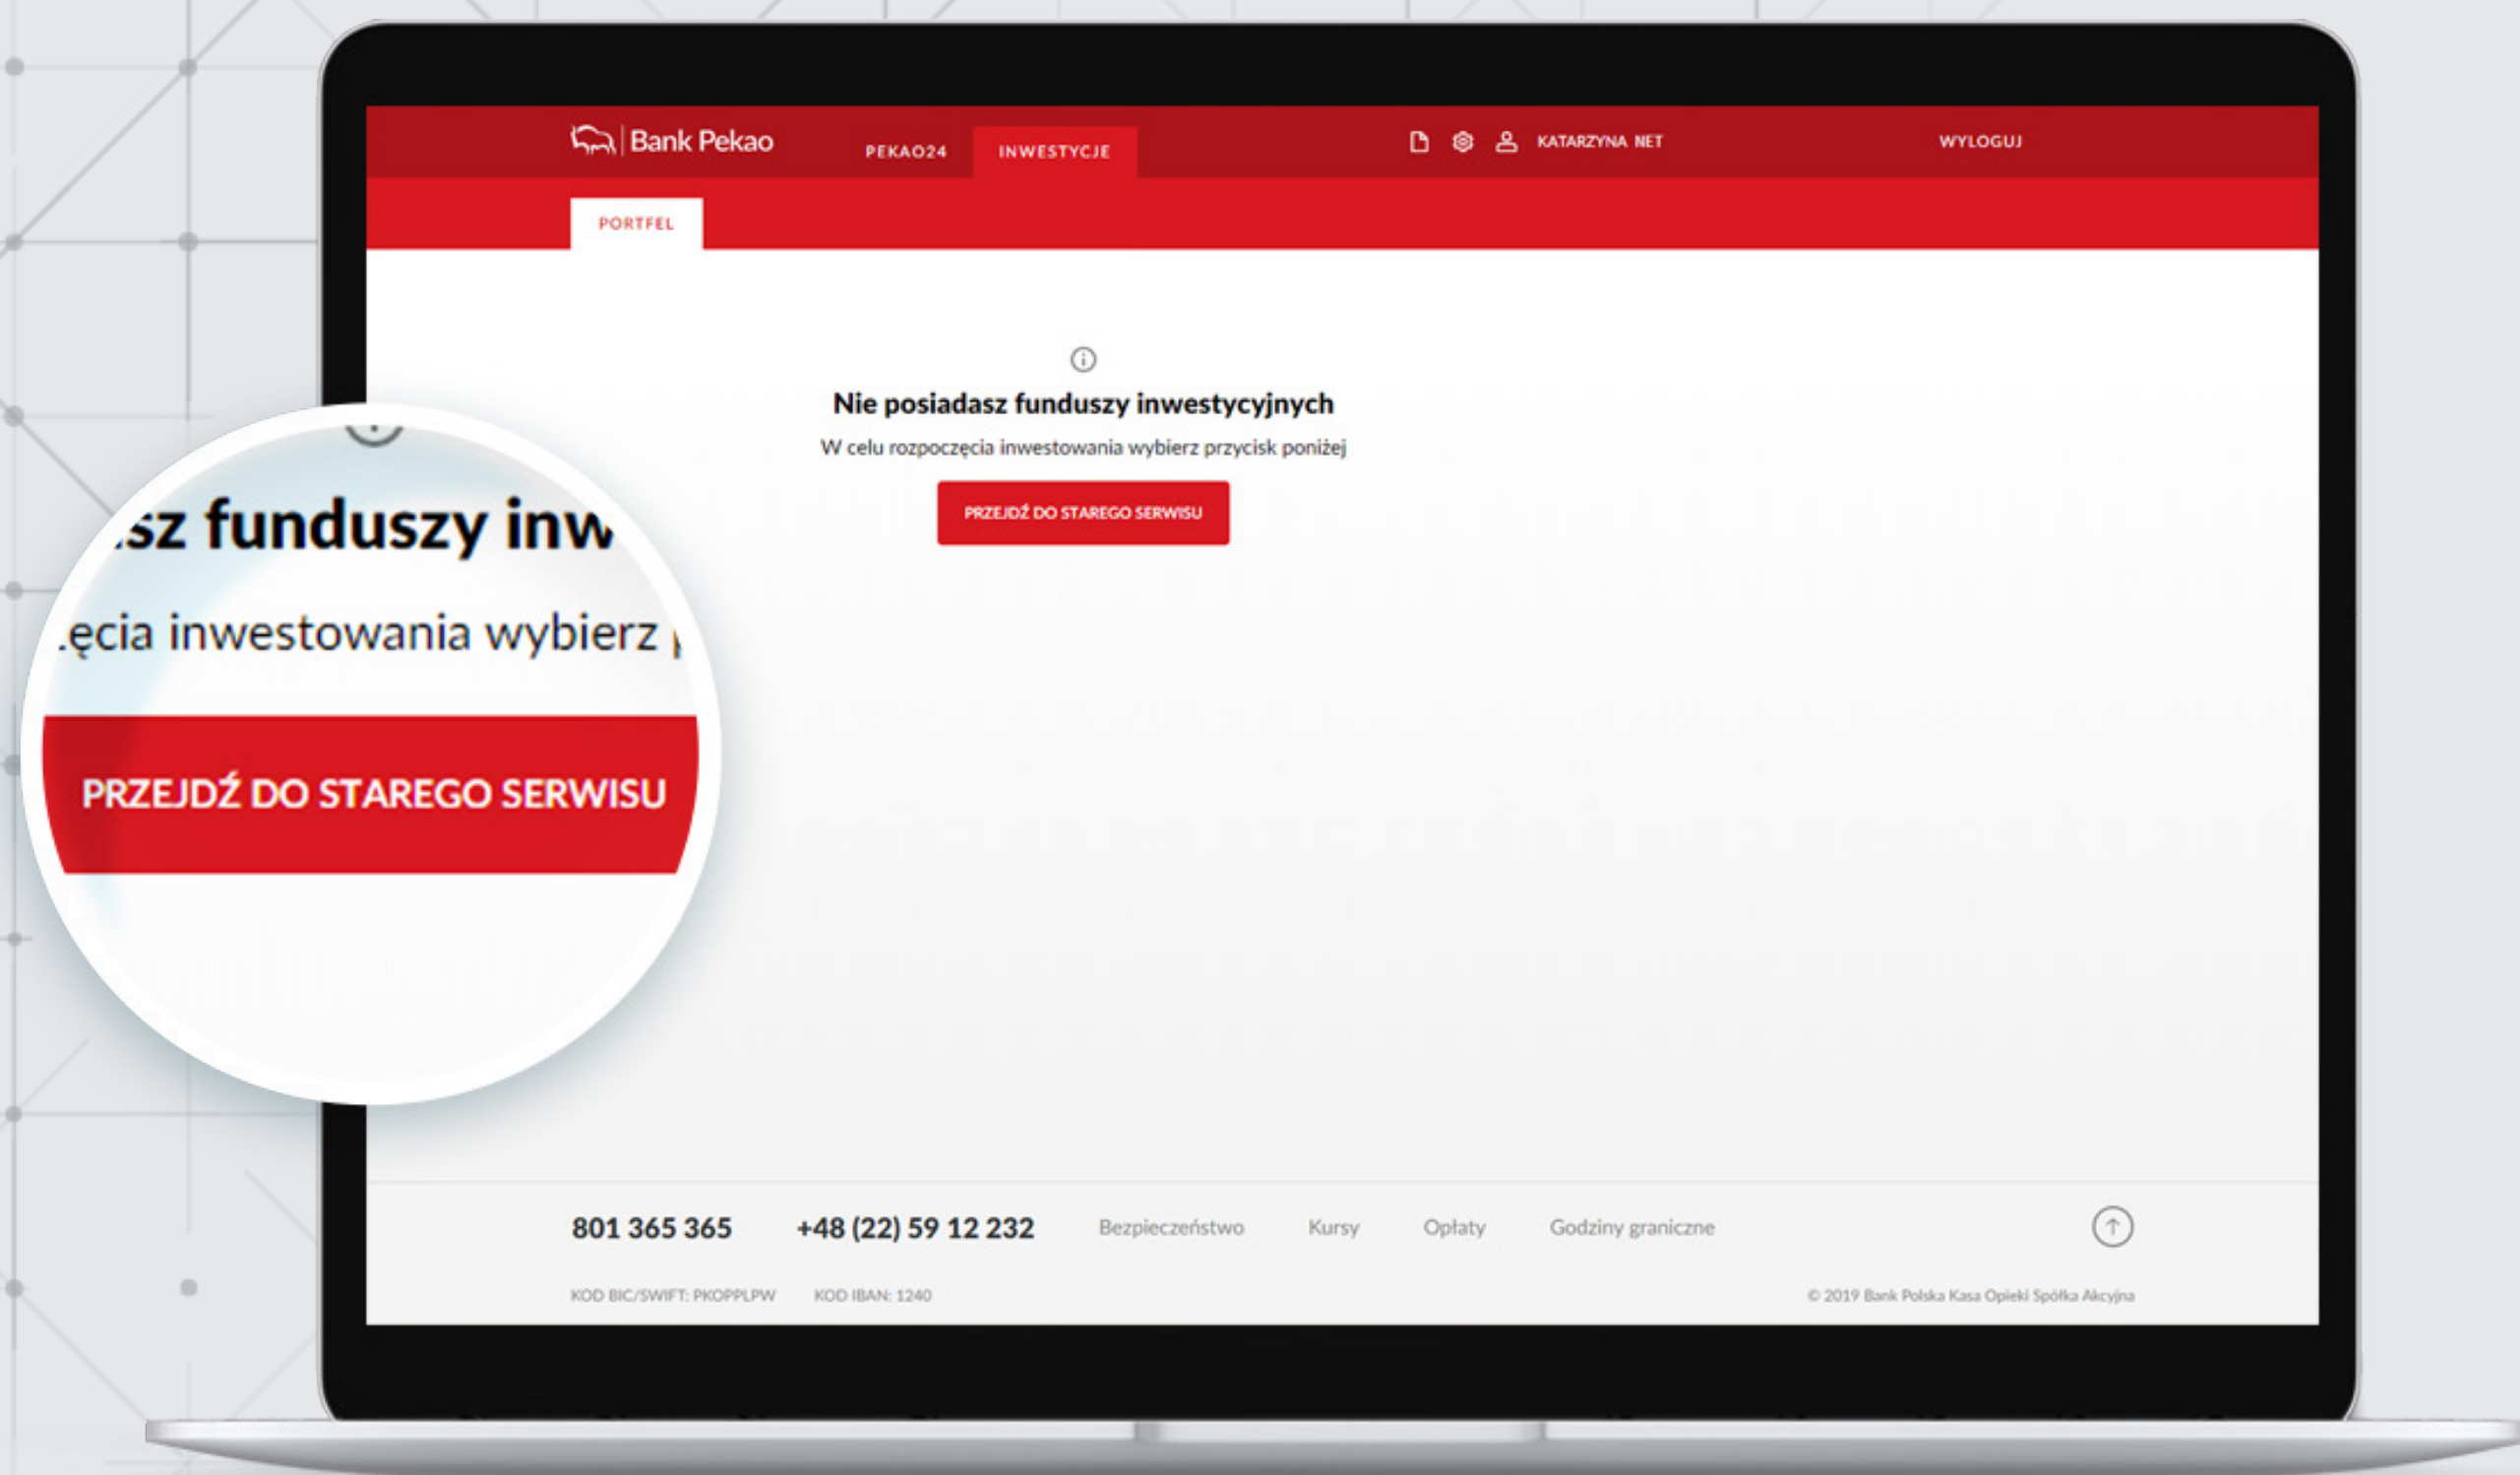 Bank Pekao
PEKAO24
INWESTYCJE
KATARZYNA NET
WYLOGUJ
PORTFEL
Nie posiadasz funduszy inwestycyjnych
W celu rozpoczęcia inwestowania wybierz przycisk poniżej
PRZEJDŹ DO STAREGO SERWISU
sz funduszy inw
ęcia inwestowania wybierz
PRZEJDŹ DO STAREGO SERWISU
801 365 365
+48 (22) 59 12 232
Bezpieczeństwo
Kursy
Opłaty
Godziny graniczne
KOD BIC/SWIFT: PKOPPLPW
KOD IBAN: 1240
© 2019 Bank Polska Kasa Opieki Spółka Akcyjna